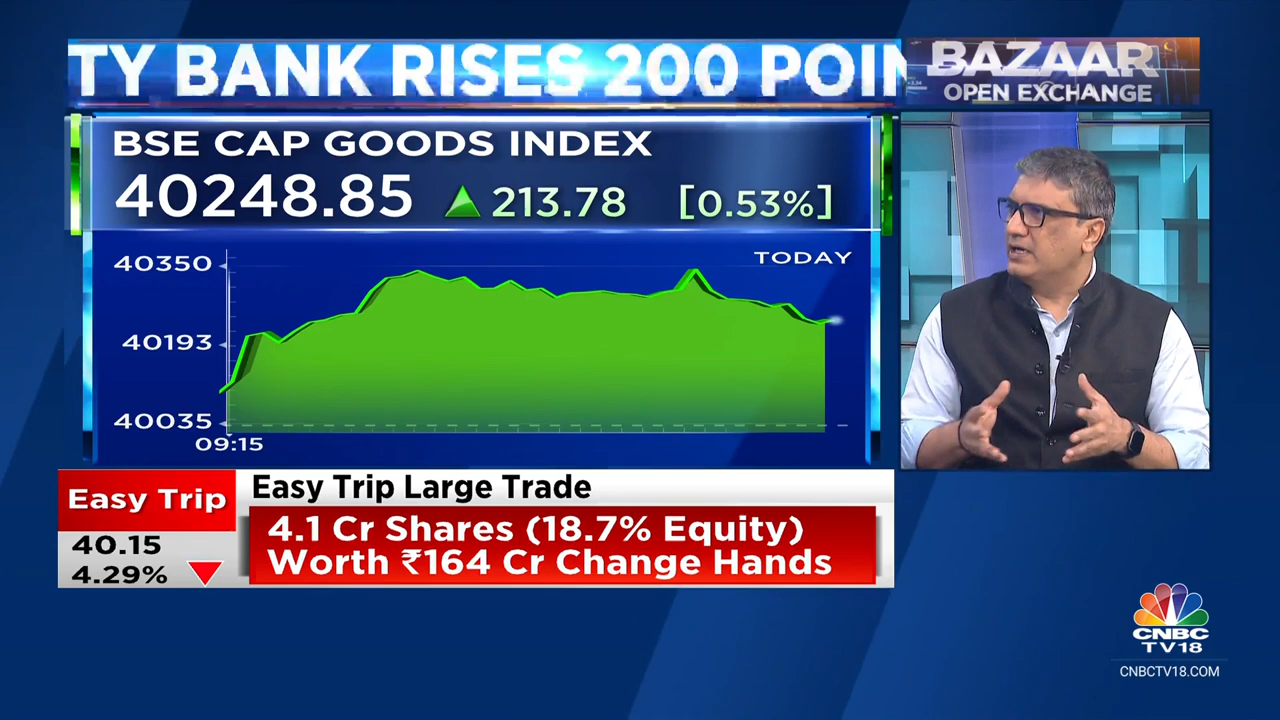 TY BANK RISES 200 POIN
BAZAAR
OPEN EXCHANGE
BSE CAP GOODS INDEX
40248.85 ▲ 213.78 [0.53%]
TODAY
40350
40193
40035
09:15
Easy Trip
40.15
4.29% ▼
Easy Trip Large Trade
4.1 Cr Shares (18.7% Equity)
Worth ₹164 Cr Change Hands
CNBC
TV18
CNBCTV18.COM